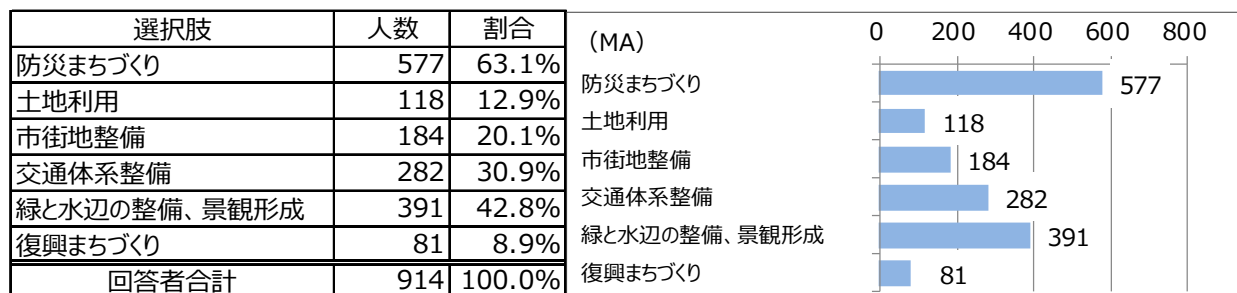 選択肢 人数 割合
防災まちづくり 577 63.1%
土地利用 118 12.9%
市街地整備 184 20.1%
交通体系整備 282 30.9%
緑と水辺の整備、景観形成 391 42.8%
復興まちづくり 81 8.9%
回答者合計 914 100.0%
（MA） 0 200 400 600 800
防災まちづくり 577
土地利用 118
市街地整備 184
交通体系整備 282
緑と水辺の整備、景観形成 391
復興まちづくり 81